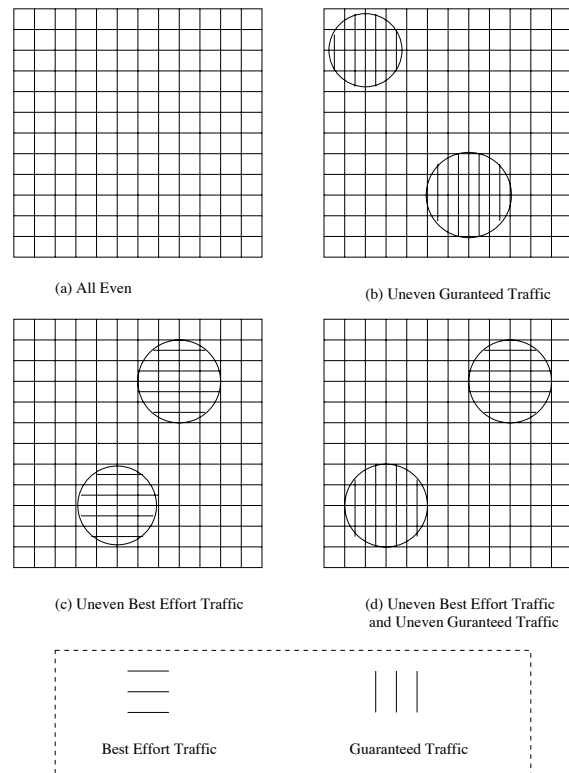 (a) All Even
(b) Uneven Guranteed Traffic
(c) Uneven Best Effort Traffic
(d) Uneven Best Effort Traffic
and Uneven Guranteed Traffic
Best Effort Traffic
Guaranteed Traffic